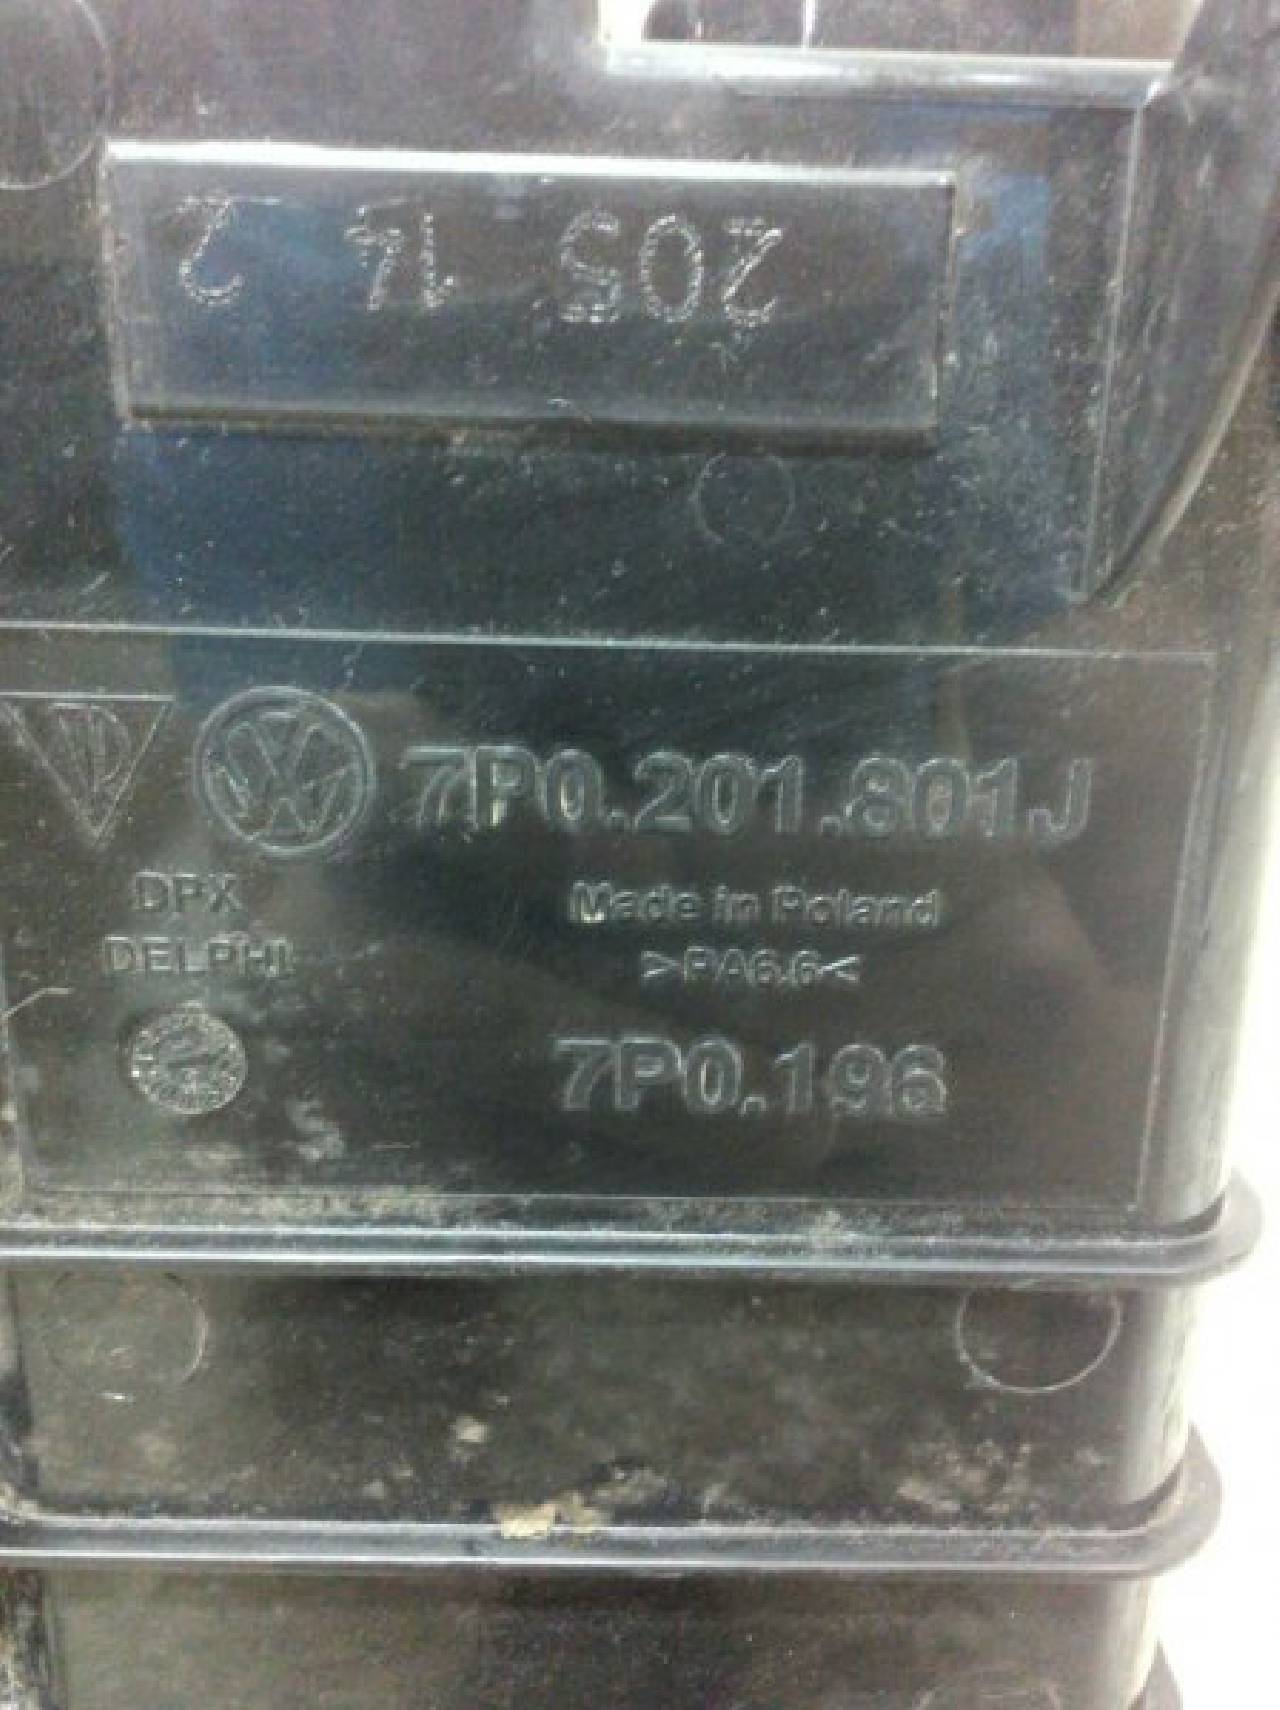 205 14 2
7P0.201.801J
DPX
DELPHI
Made in Poland
>PA6.6<
7P0.196